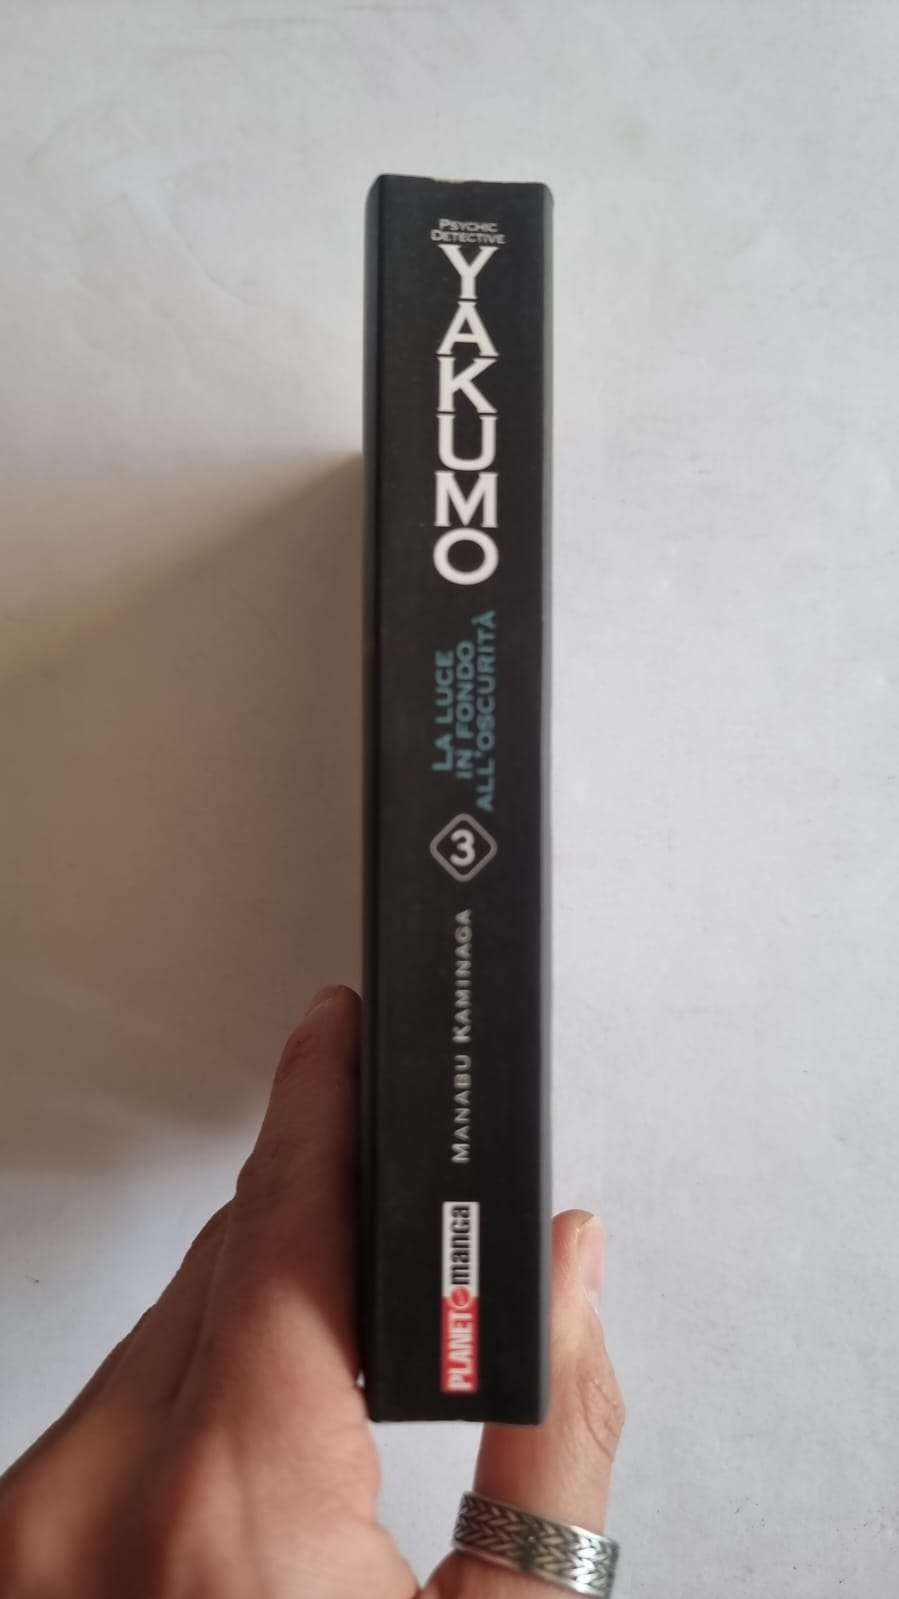 PSYCHIC
DETECTIVE
YAKUMO
LA LUCE
IN FONDO
ALL'OSCURITÀ
3
MANABU KAMINAGA
PLANET manga